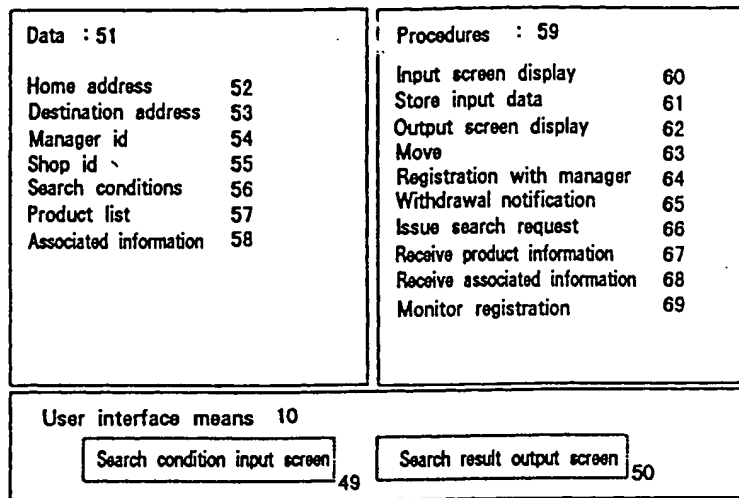 Data : 51
Home address 52
Destination address 53
Manager id 54
Shop id 55
Search conditions 56
Product list 57
Associated information 58
Procedures : 59
Input screen display 60
Store input data 61
Output screen display 62
Move 63
Registration with manager 64
Withdrawal notification 65
Issue search request 66
Receive product information 67
Receive associated information 68
Monitor registration 69
User interface means 10
Search condition input screen 49
Search result output screen 50